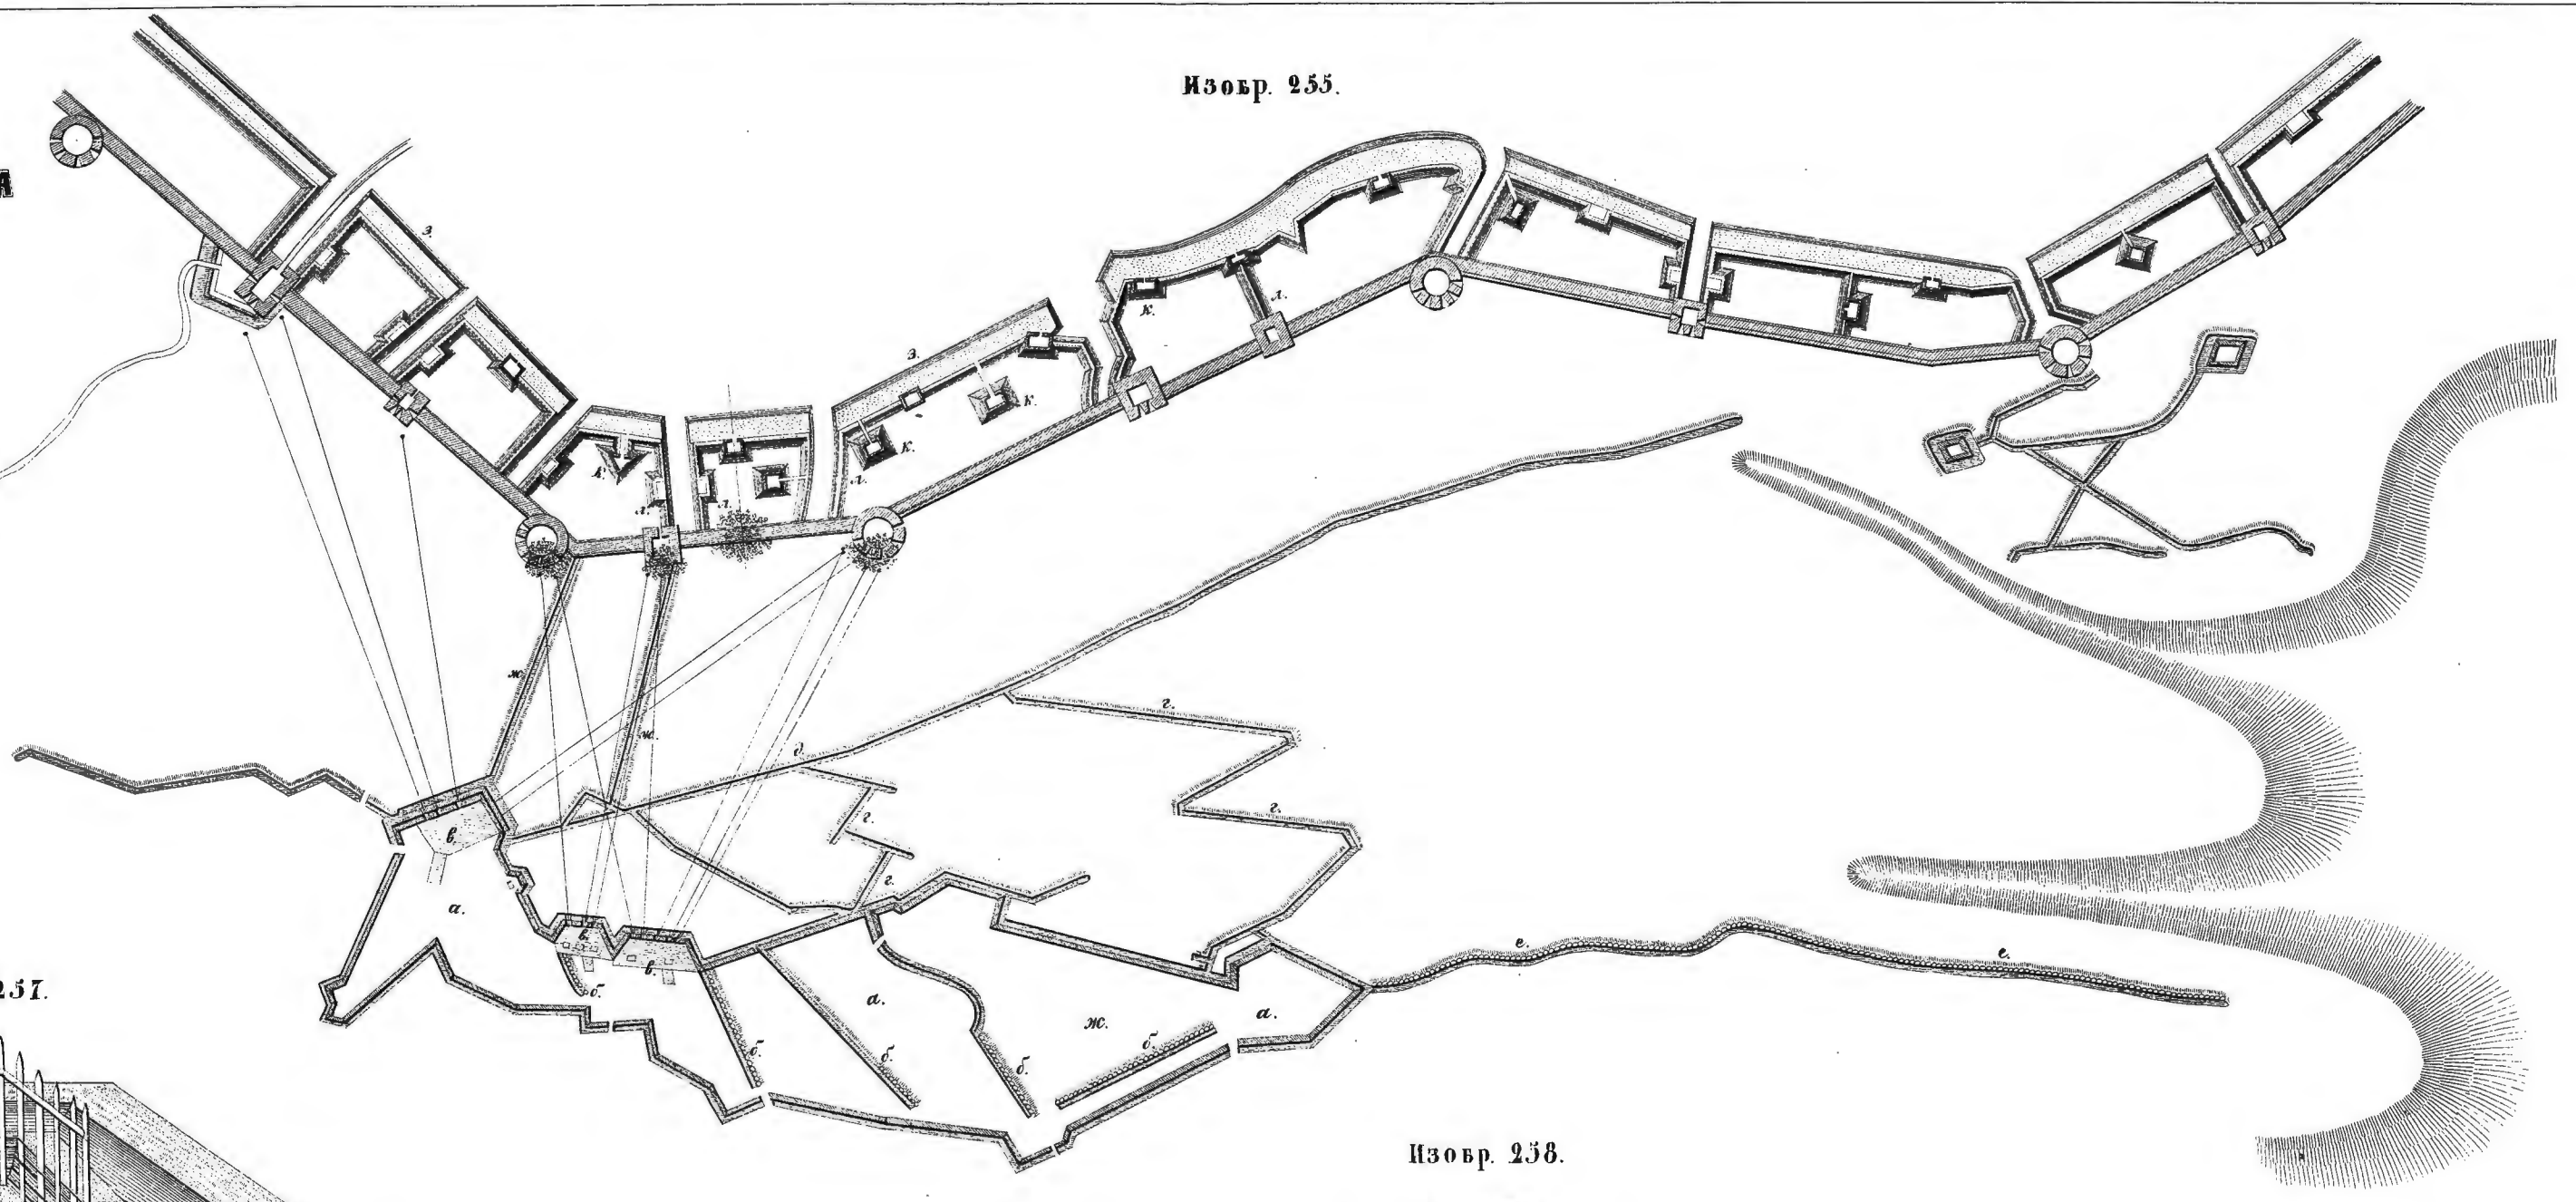 Изобр. 255.
А
з.
л.
к.
з.
к.
к.
к.
л.
л.
л.
ж.
ж.
г.
д.
г.
г.
в.
г.
а.
в.
е.
в.
е.
257.
б.
а.
а.
ж.
б.
б.
б.
б.
Изобр. 258.